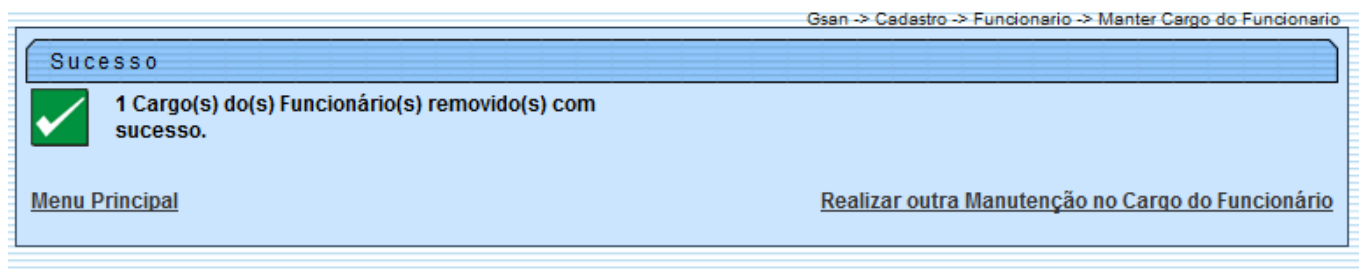 Gsan -> Cadastro -> Funcionario -> Manter Cargo do Funcionario
Sucesso
1 Cargo(s) do(s) Funcionário(s) removido(s) com
sucesso.
Menu Principal
Realizar outra Manutenção no Cargo do Funcionário